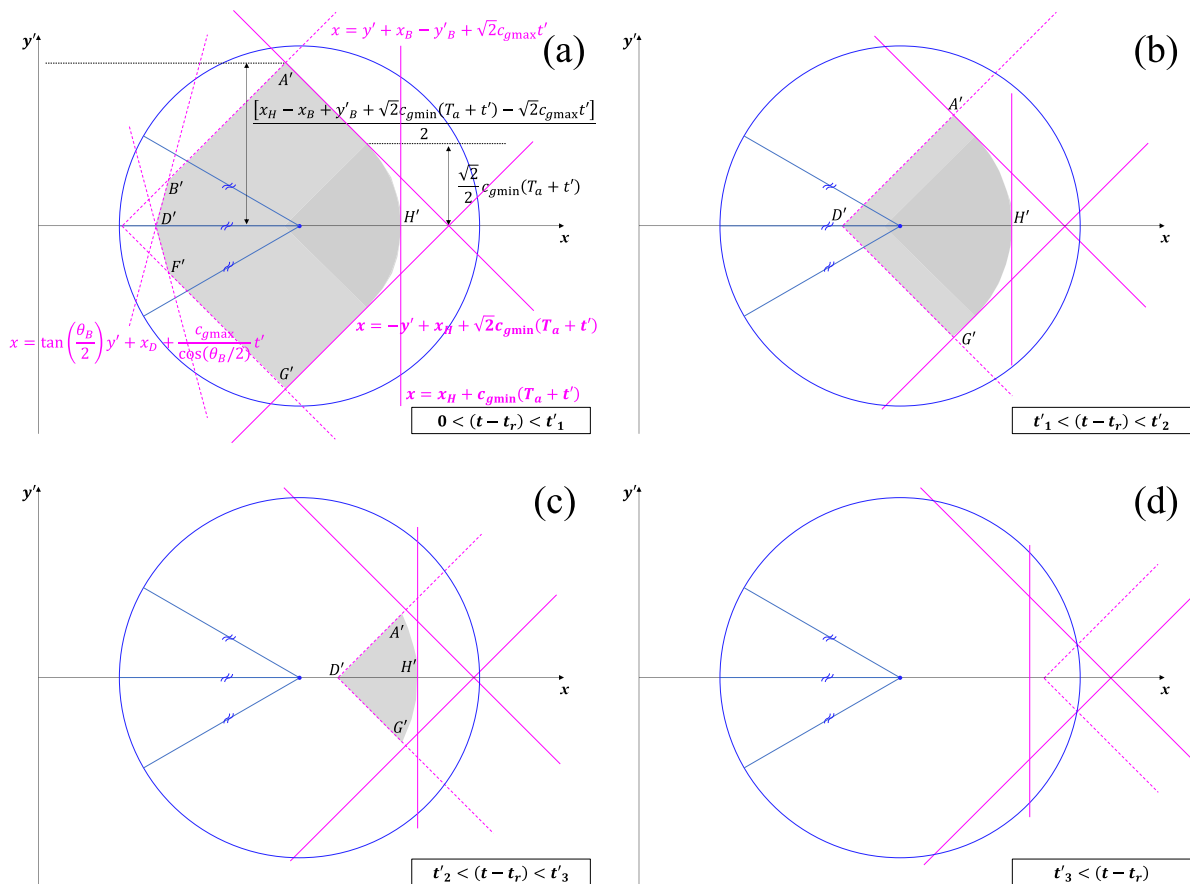 y′
x = y′ + x_B − y′_B + √2c_gmax t′
(a)
A′
[x_H − x_B + y′_B + √2c_gmin(T_a + t′) − √2c_gmax t′]
2
√2
2
c_gmin(T_a + t′)
B′
D′
H′
x
F′
x = −y′ + x_H + √2c_gmin(T_a + t′)
x = tan(θ_B/2) y′ + x_D + c_gmax/cos(θ_B/2) t′
G′
x = x_H + c_gmin(T_a + t′)
0 < (t − t_r) < t′_1
y′
(b)
A′
D′
H′
x
G′
t′_1 < (t − t_r) < t′_2
y′
(c)
A′
D′
H′
x
G′
t′_2 < (t − t_r) < t′_3
y′
(d)
x
t′_3 < (t − t_r)